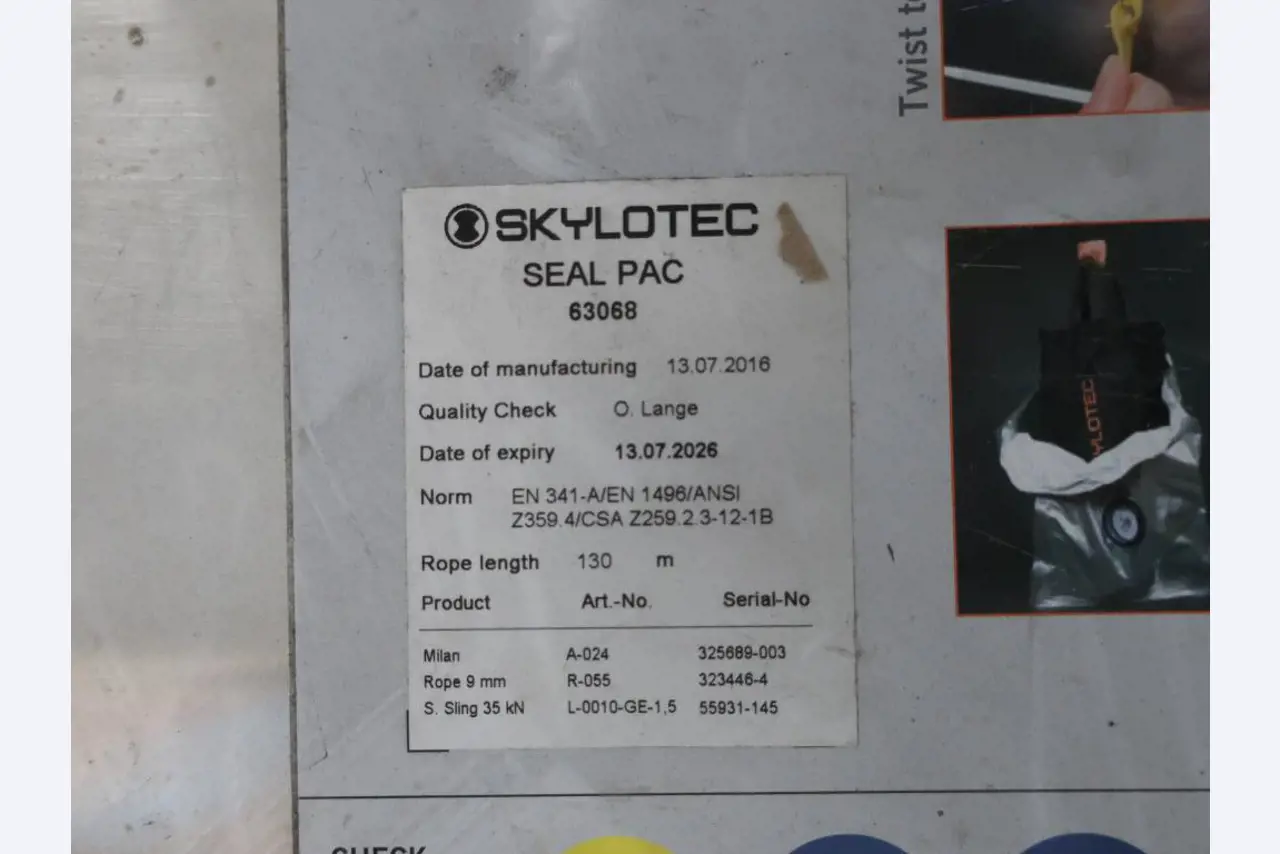 Twist
SKYLOTEC
SEAL PAC
63068
Date of manufacturing 13.07.2016
Quality Check O. Lange
Date of expiry 13.07.2026
Norm EN 341-A/EN 1496/ANSI
Z359.4/CSA Z259.2.3-12-1B
Rope length 130 m
Product Art.-No. Serial-No
Milan A-024 325689-003
Rope 9 mm R-055 323446-4
S. Sling 35 kN L-0010-GE-1,5 55931-145
YLOTEC
CHECK